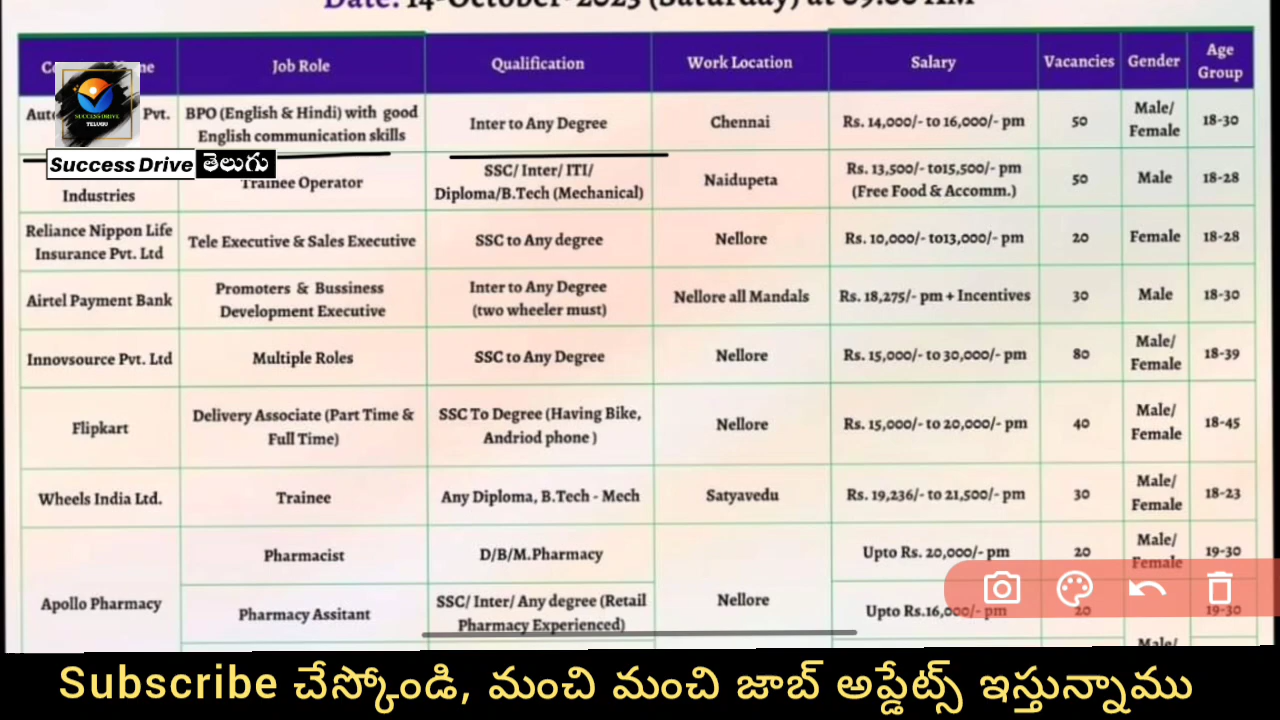 Date: 14-October-2023 (Saturday) at 09:00 AM
Job Role Qualification Work Location Salary Vacancies Gender Age Group
Pvt. BPO (English & Hindi) with good English communication skills Inter to Any Degree Chennai Rs. 14,000/- to 16,000/- pm 50 Male/ Female 18-30
SUCCESS DRIVE
TELUGU
Success Drive తెలుగు
Industries Trainee Operator SSC/ Inter/ ITI/ Diploma/B.Tech (Mechanical) Naidupeta Rs. 13,500/- to15,500/- pm (Free Food & Accomm.) 50 Male 18-28
Reliance Nippon Life Insurance Pvt. Ltd Tele Executive & Sales Executive SSC to Any degree Nellore Rs. 10,000/- to13,000/- pm 20 Female 18-28
Airtel Payment Bank Promoters & Bussiness Development Executive Inter to Any Degree (two wheeler must) Nellore all Mandals Rs. 18,275/- pm + Incentives 30 Male 18-30
Innovsource Pvt. Ltd Multiple Roles SSC to Any Degree Nellore Rs. 15,000/- to 30,000/- pm 80 Male/ Female 18-39
Flipkart Delivery Associate (Part Time & Full Time) SSC To Degree (Having Bike, Andriod phone ) Nellore Rs. 15,000/- to 20,000/- pm 40 Male/ Female 18-45
Wheels India Ltd. Trainee Any Diploma, B.Tech - Mech Satyavedu Rs. 19,236/- to 21,500/- pm 30 Male/ Female 18-23
Apollo Pharmacy Pharmacist D/B/M.Pharmacy Nellore Upto Rs. 20,000/- pm 20 Male/ Female 19-30
Pharmacy Assitant SSC/ Inter/ Any degree (Retail Pharmacy Experienced) Upto Rs.16,000/- pm 20 19-30
Male/
Subscribe చేస్కోండి, మంచి మంచి జాబ్ అప్డేట్స్ ఇస్తున్నాము